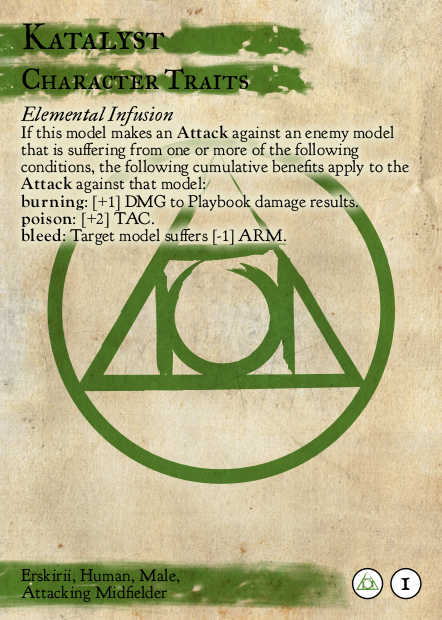 Katalyst
Character Traits
Elemental Infusion
If this model makes an Attack against an enemy model
that is suffering from one or more of the following
conditions, the following cumulative benefits apply to the
Attack against that model:
burning: [+1] DMG to Playbook damage results.
poison: [+2] TAC.
bleed: Target model suffers [-1] ARM.
Erskirii, Human, Male,
Attacking Midfielder
1